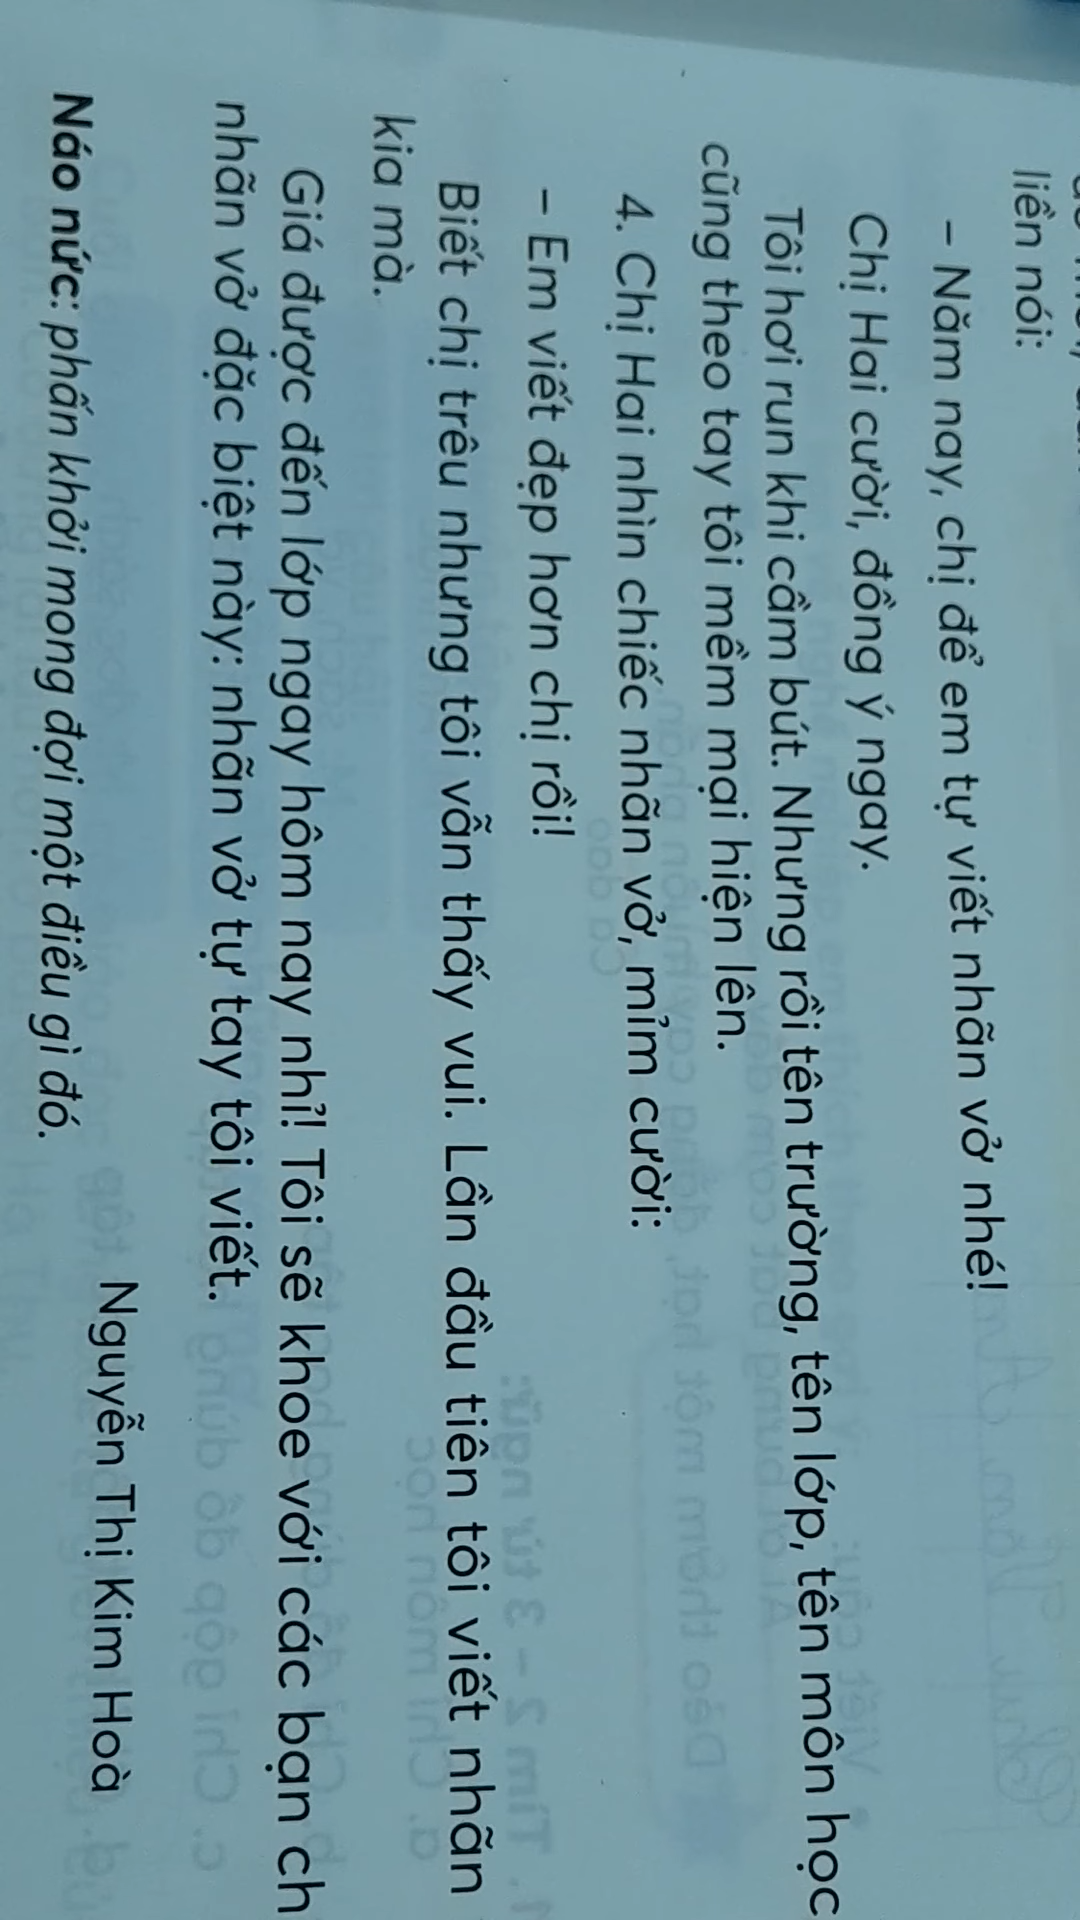 liền nói:
– Năm nay, chị để em tự viết nhãn vở nhé!
Chị Hai cười, đồng ý ngay.
Tôi hơi run khi cầm bút. Nhưng rồi tên trường, tên lớp, tên môn học
cũng theo tay tôi mềm mại hiện lên.
4. Chị Hai nhìn chiếc nhãn vở, mỉm cười:
– Em viết đẹp hơn chị rồi!
Biết chị trêu nhưng tôi vẫn thấy vui. Lần đầu tiên tôi viết nhãn
kia mà.
Giá được đến lớp ngay hôm nay nhỉ! Tôi sẽ khoe với các bạn ch
nhãn vở đặc biệt này: nhãn vở tự tay tôi viết.
Nguyễn Thị Kim Hoà
Náo nức: phấn khởi mong đợi một điều gì đó.